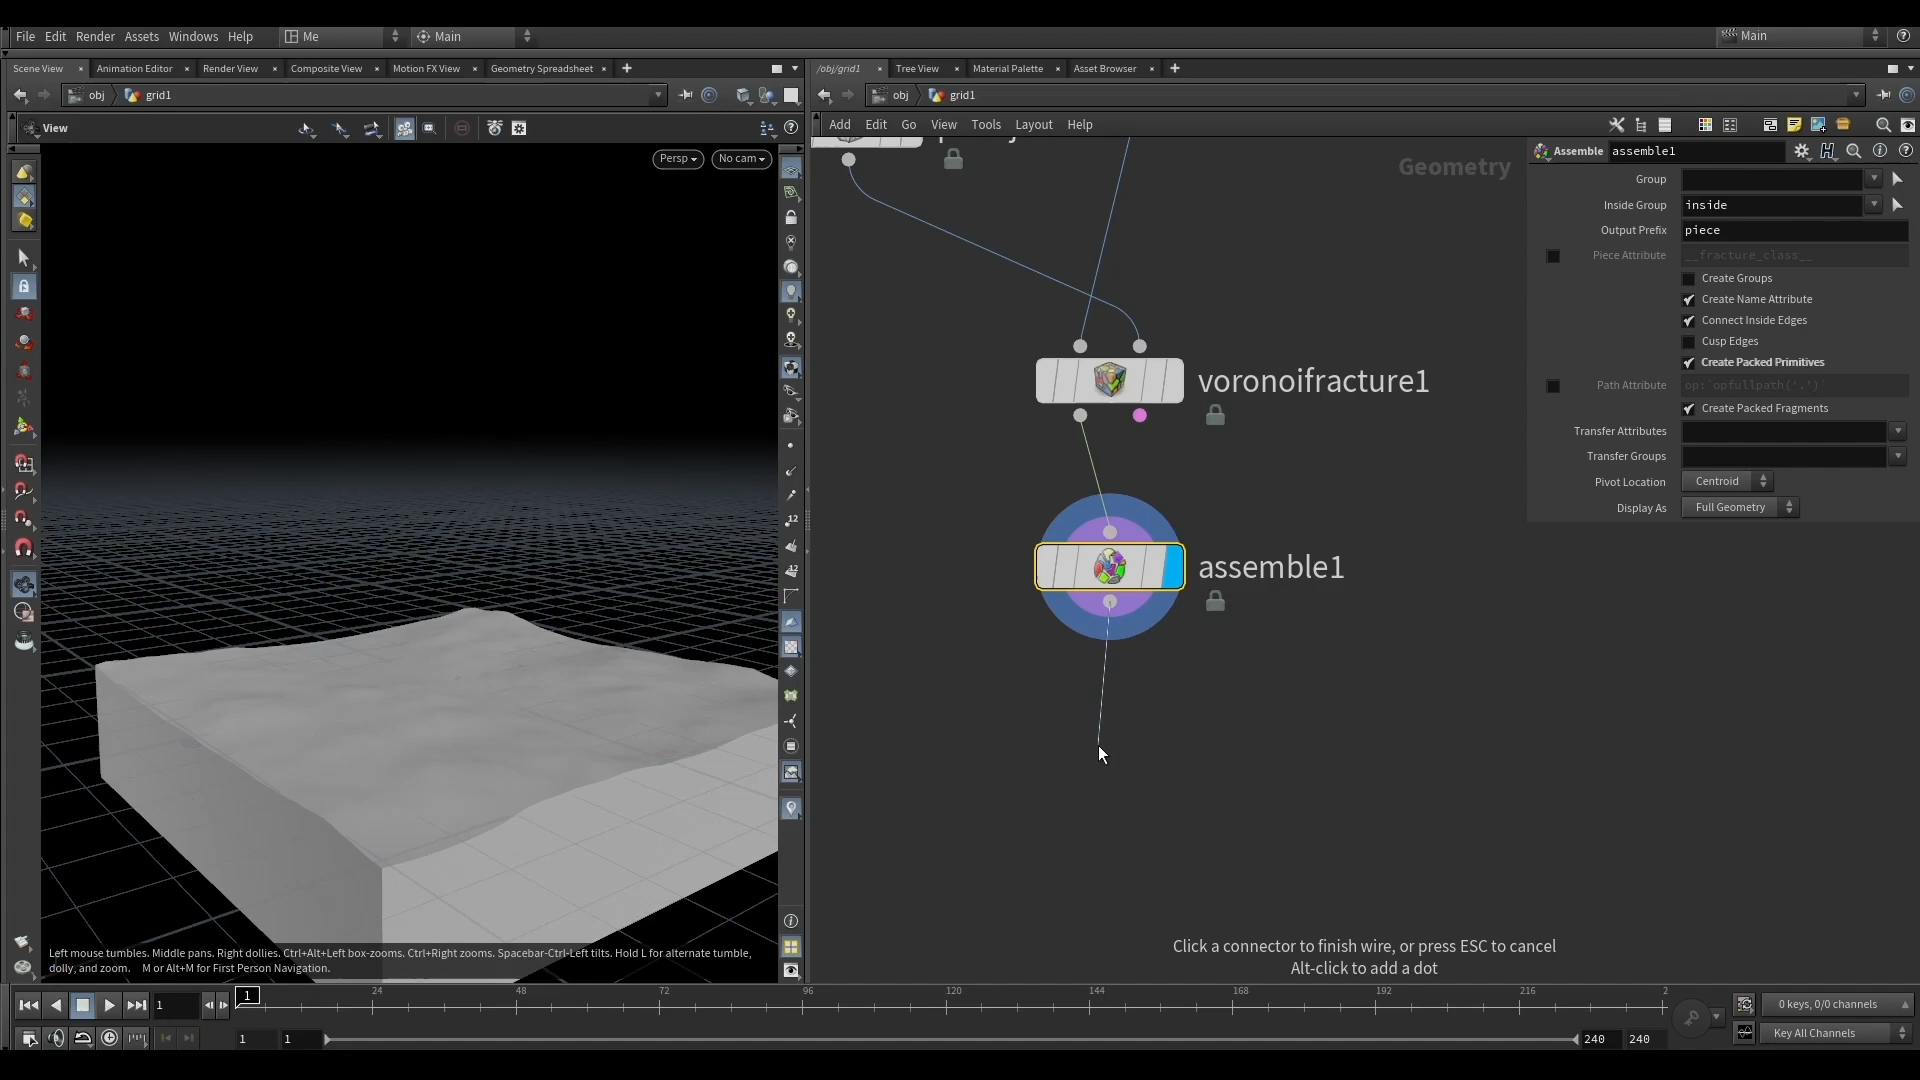 File Edit Render Assets Windows Help Me Main Main
Scene View Animation Editor Render View Composite View Motion FX View Geometry Spreadsheet
/obj/grid1 Tree View Material Palette Asset Browser
obj grid1
obj grid1
View
Add Edit Go View Tools Layout Help
Persp No cam
Geometry
Assemble assemble1
Group
Inside Group inside
Output Prefix piece
Piece Attribute __fracture_class__
Create Groups
Create Name Attribute
Connect Inside Edges
Cusp Edges
Create Packed Primitives
Path Attribute op:`opfullpath('.')`
Create Packed Fragments
Transfer Attributes
Transfer Groups
Pivot Location Centroid
Display As Full Geometry
voronoifracture1
assemble1
12
12
Left mouse tumbles. Middle pans. Right dollies. Ctrl+Alt+Left box-zooms. Ctrl+Right zooms. Spacebar-Ctrl-Left tilts. Hold L for alternate tumble,
dolly, and zoom. M or Alt+M for First Person Navigation.
Click a connector to finish wire, or press ESC to cancel
Alt-click to add a dot
1 1 24 48 72 96 120 144 168 192 216 2
0 keys, 0/0 channels
1 1 240 240
Key All Channels